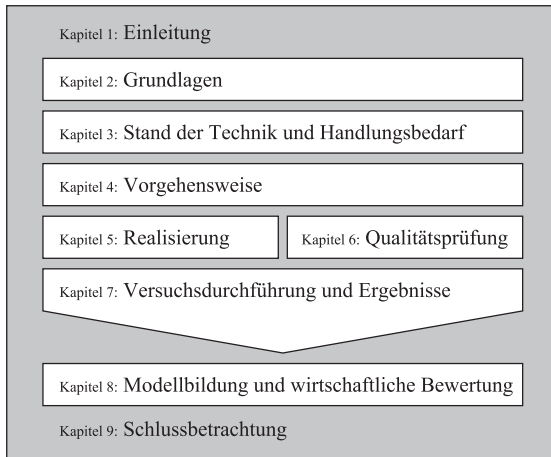 Kapitel 1: Einleitung
Kapitel 2: Grundlagen
Kapitel 3: Stand der Technik und Handlungsbedarf
Kapitel 4: Vorgehensweise
Kapitel 5: Realisierung
Kapitel 6: Qualitätsprüfung
Kapitel 7: Versuchsdurchführung und Ergebnisse
Kapitel 8: Modellbildung und wirtschaftliche Bewertung
Kapitel 9: Schlussbetrachtung